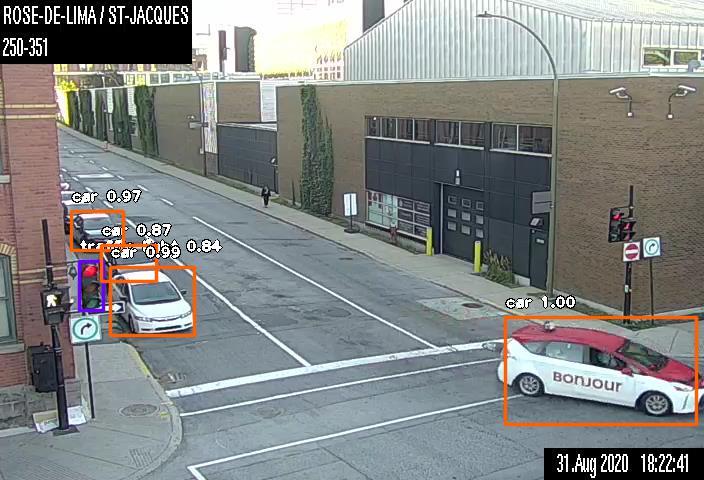 ROSE-DE-LIMA / ST-JACQUES
250-351
car 0.97
car 0.87
0.84
car 0.99
car 1.00
BONJOUR
31.Aug 2020 18:22:41